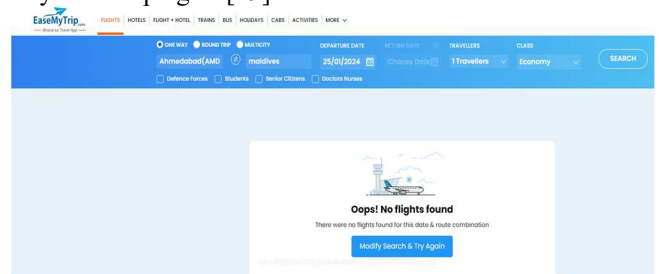 EaseMyTrip.com
FLIGHTS HOTELS FLIGHT + HOTEL TRAINS BUS HOLIDAYS CABS ACTIVITIES MORE
ONE WAY ROUND TRIP MULTICITY DEPARTURE DATE RETURN DATE TRAVELLERS CLASS
Ahmedabad(AMD maldives 25/01/2024 Choose Date 1 Travellers Economy SEARCH
Defence Forces Students Senior Citizens Doctors Nurses
Oops! No flights found
There were no flights found for this date & route combination
Modify Search & Try Again